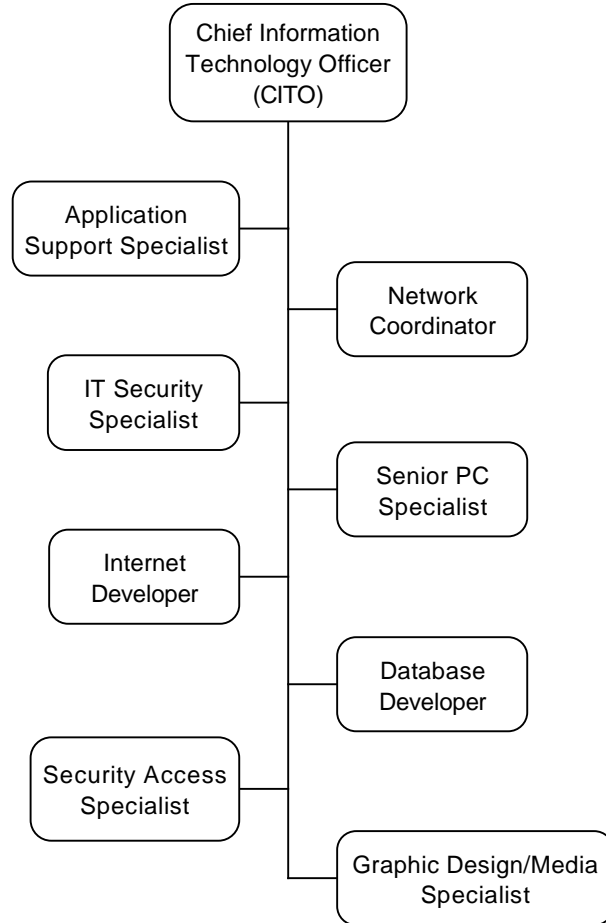 Chief Information
Technology Officer
(CITO)
Application
Support Specialist
Network
Coordinator
IT Security
Specialist
Senior PC
Specialist
Internet
Developer
Database
Developer
Security Access
Specialist
Graphic Design/Media
Specialist